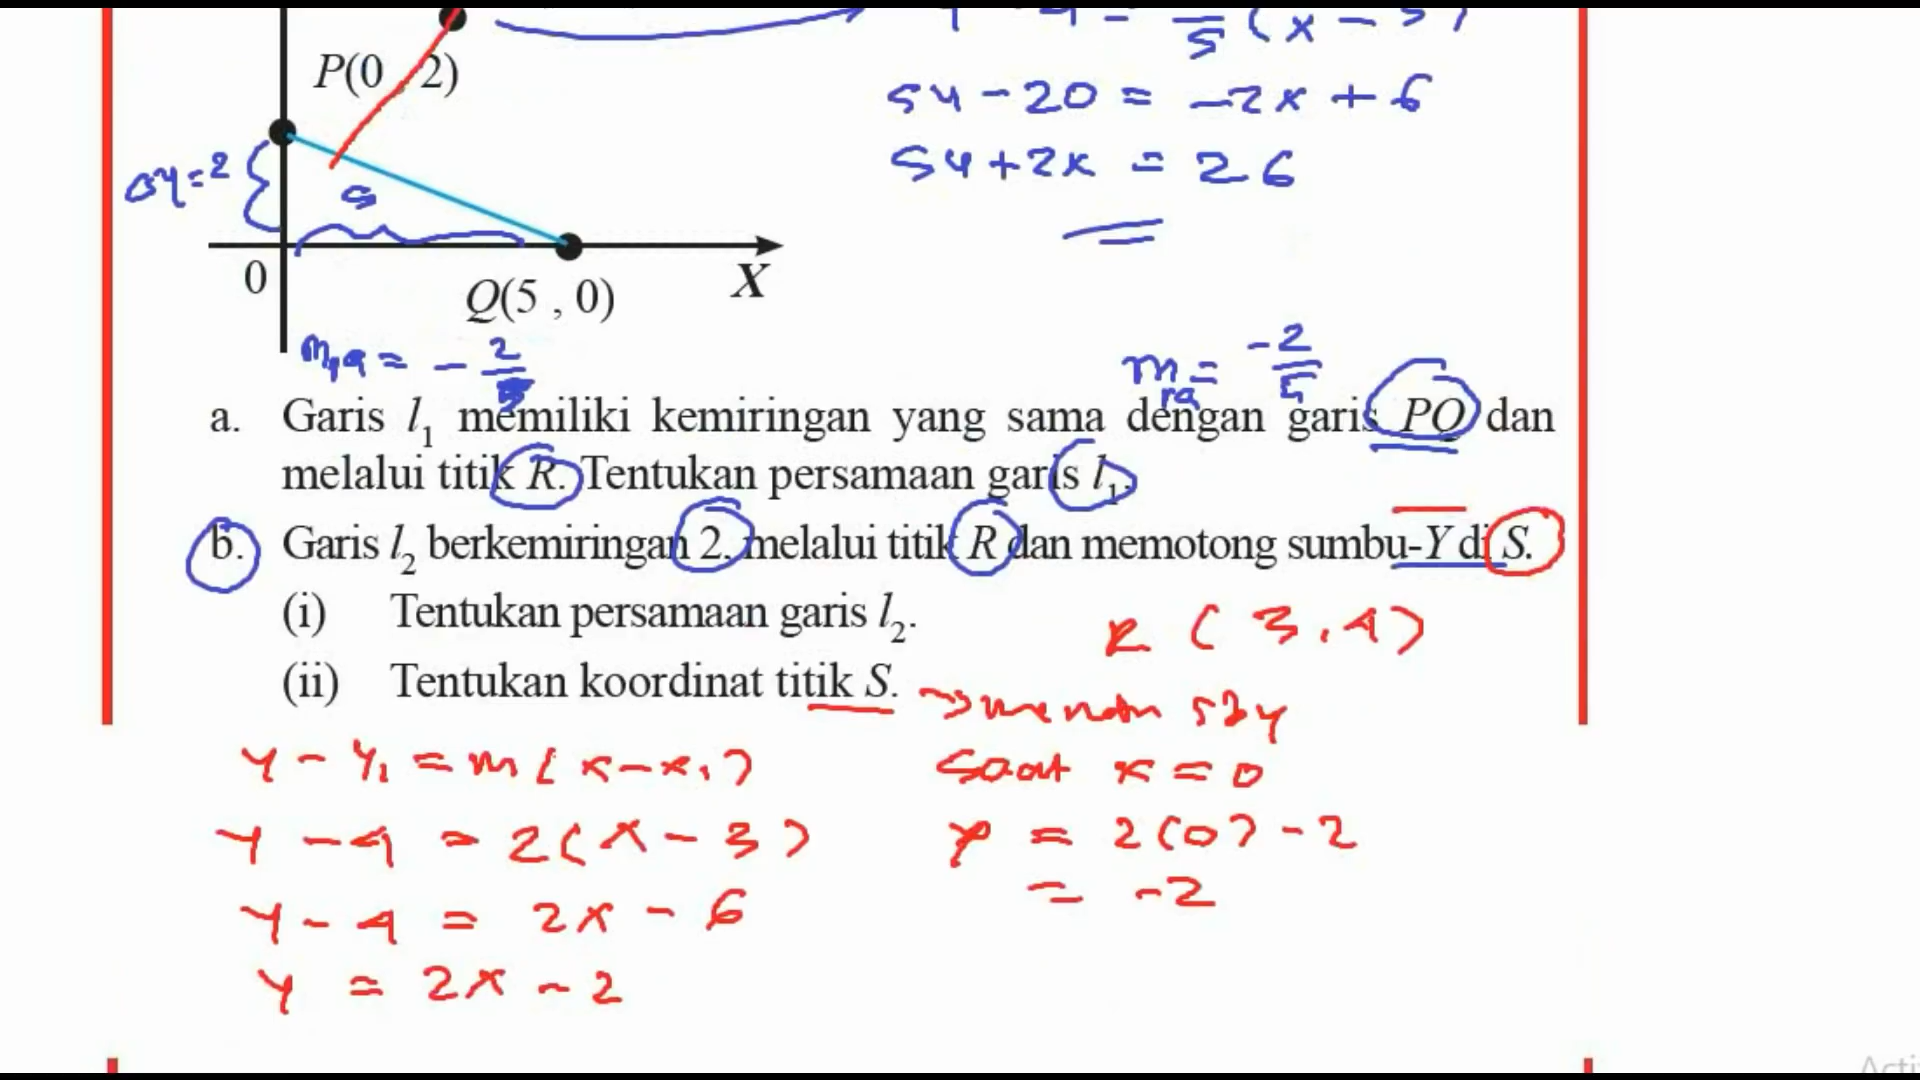 P(0 , 2)
5y - 20 = -2x + 6
5y + 2x = 26
Δy = 2
5
0
X
Q(5 , 0)
m_PQ = - 2/5
m_PQ = -2/5
a. Garis l₁ memiliki kemiringan yang sama dengan garis PQ dan
melalui titik R. Tentukan persamaan garis l₁.
b. Garis l₂ berkemiringan 2, melalui titik R dan memotong sumbu-Y di S.
(i) Tentukan persamaan garis l₂.
R (3, 4)
(ii) Tentukan koordinat titik S.
sb y
y - y₁ = m(x - x₁)
saat x = 0
y - 4 = 2(x - 3)
y = 2(0) - 2
= -2
y - 4 = 2x - 6
y = 2x - 2